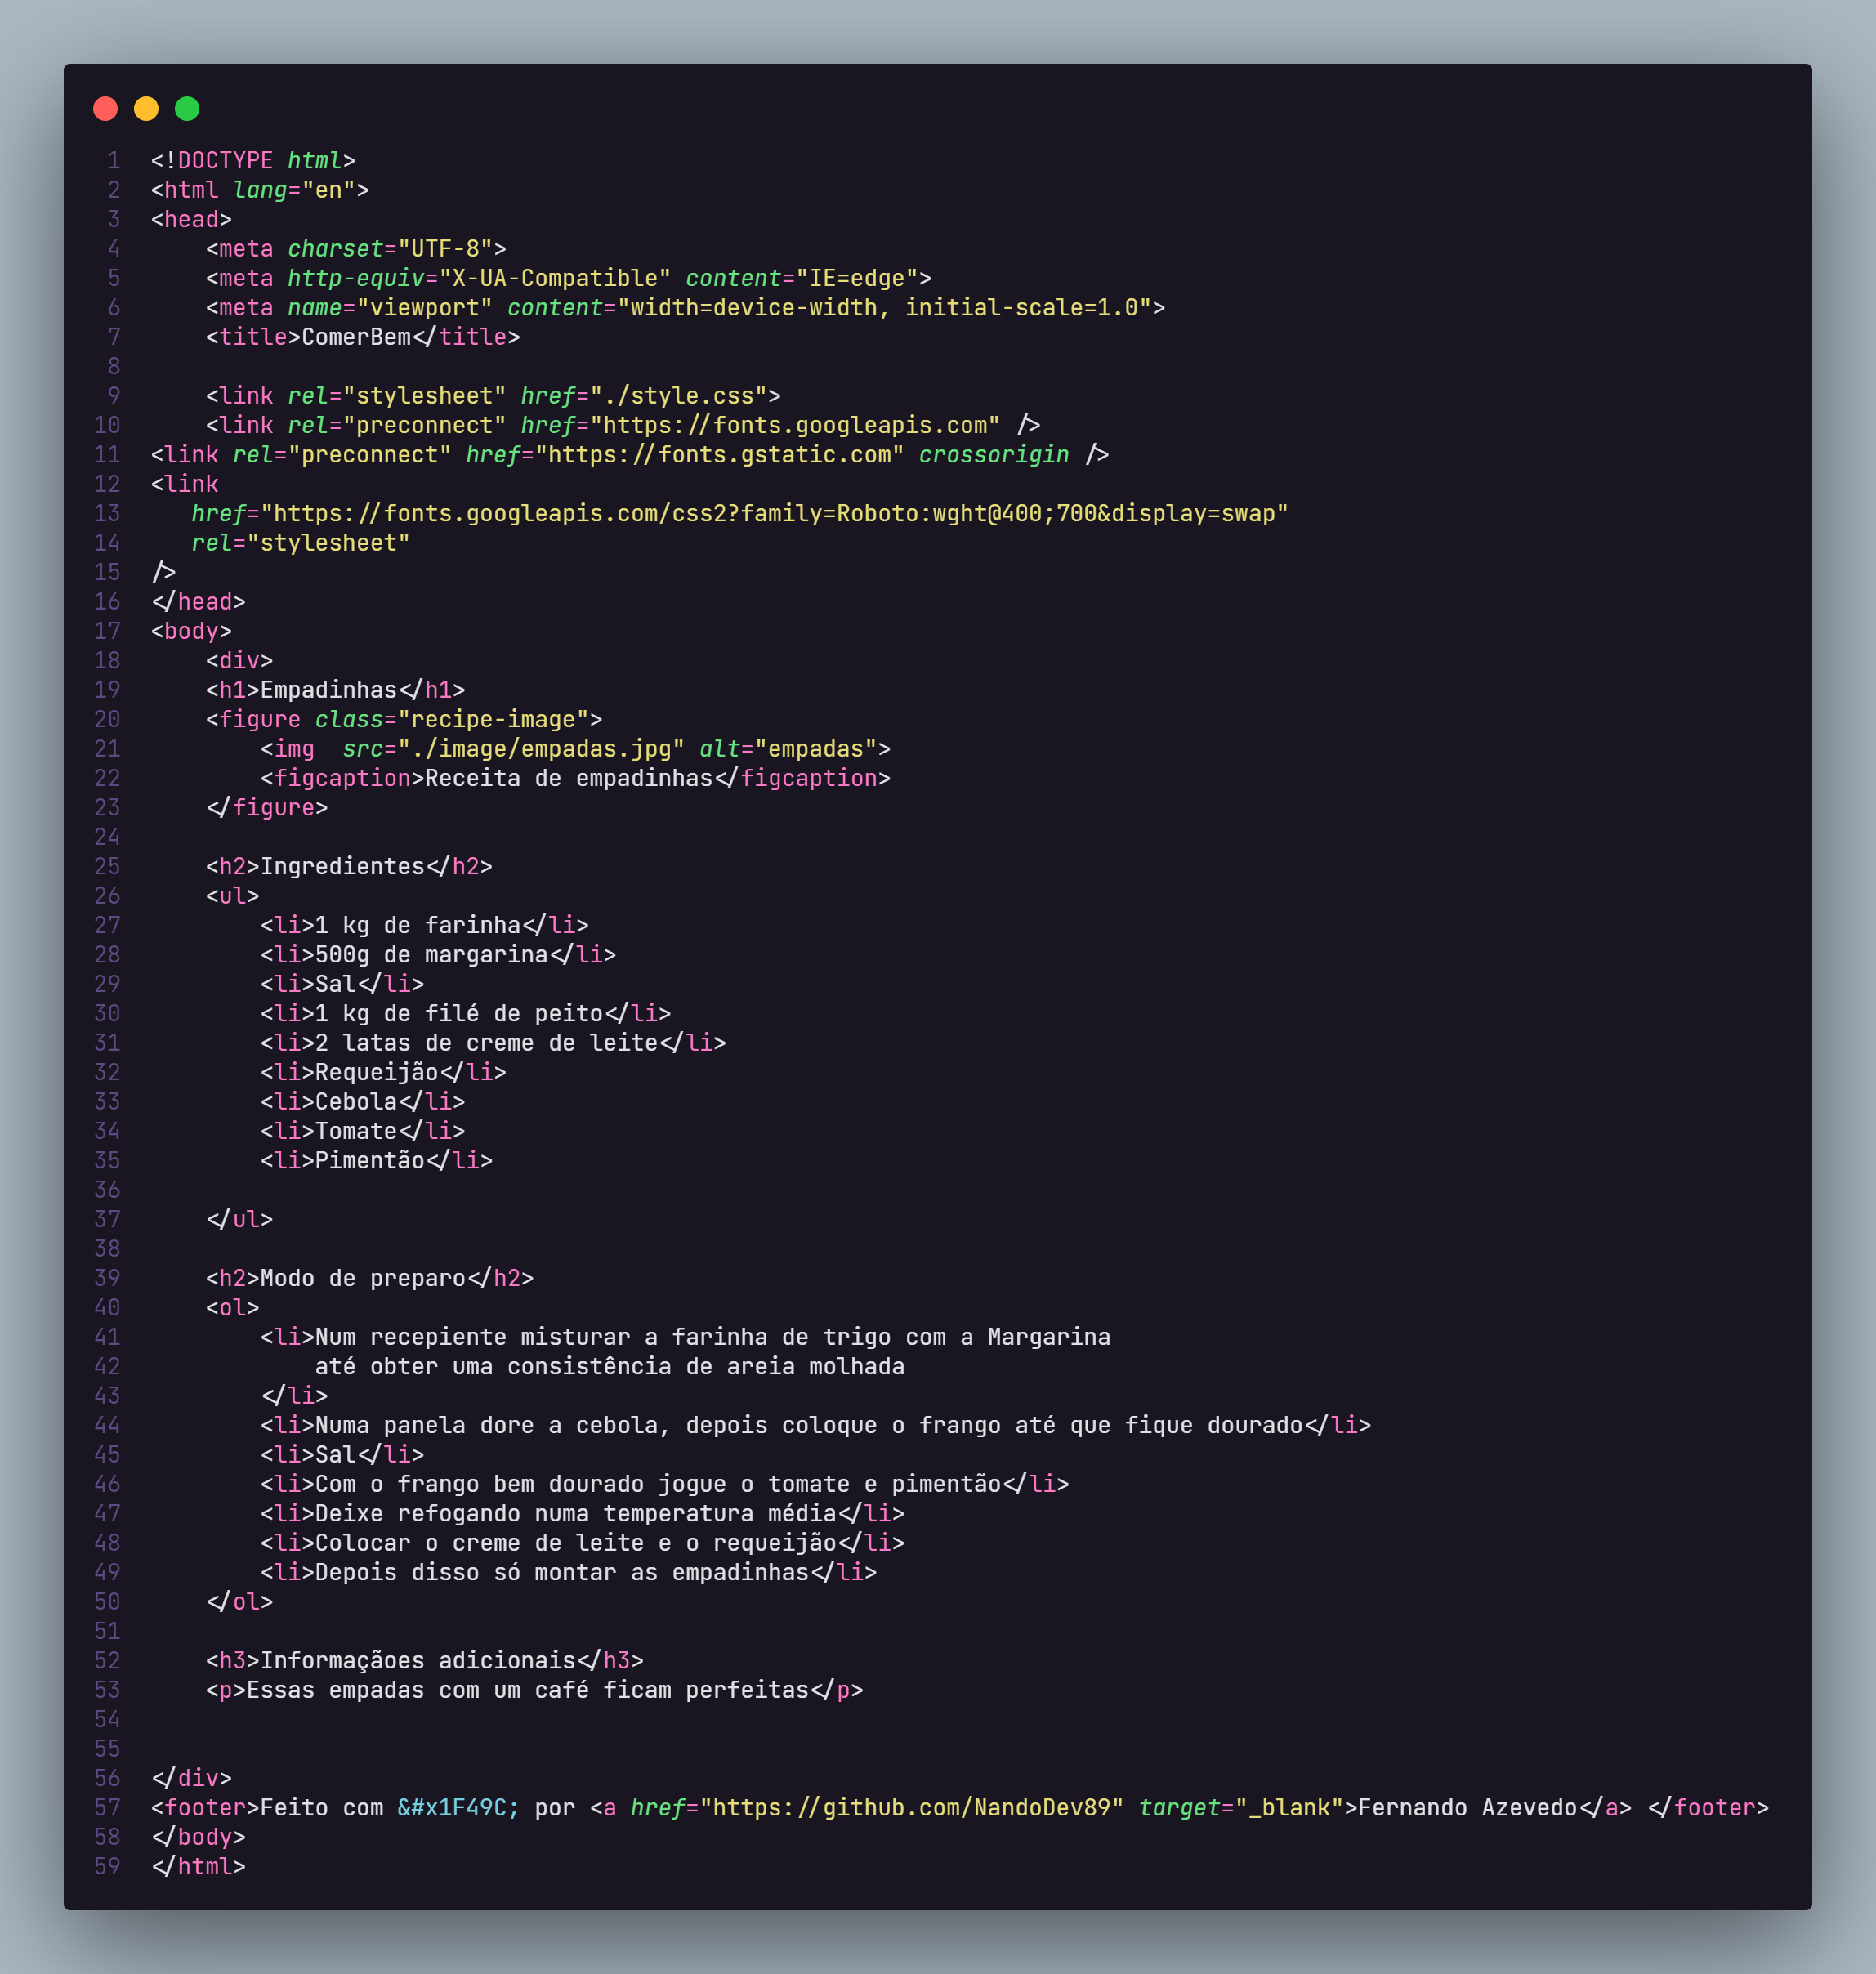 1 <!DOCTYPE html>
2 <html lang="en">
3 <head>
4     <meta charset="UTF-8">
5     <meta http-equiv="X-UA-Compatible" content="IE=edge">
6     <meta name="viewport" content="width=device-width, initial-scale=1.0">
7     <title>ComerBem</title>
8
9     <link rel="stylesheet" href="./style.css">
10     <link rel="preconnect" href="https://fonts.googleapis.com" />
11 <link rel="preconnect" href="https://fonts.gstatic.com" crossorigin />
12 <link
13    href="https://fonts.googleapis.com/css2?family=Roboto:wght@400;700&display=swap"
14    rel="stylesheet"
15 />
16 </head>
17 <body>
18     <div>
19     <h1>Empadinhas</h1>
20     <figure class="recipe-image">
21         <img  src="./image/empadas.jpg" alt="empadas">
22         <figcaption>Receita de empadinhas</figcaption>
23     </figure>
24
25     <h2>Ingredientes</h2>
26     <ul>
27         <li>1 kg de farinha</li>
28         <li>500g de margarina</li>
29         <li>Sal</li>
30         <li>1 kg de filé de peito</li>
31         <li>2 latas de creme de leite</li>
32         <li>Requeijão</li>
33         <li>Cebola</li>
34         <li>Tomate</li>
35         <li>Pimentão</li>
36
37     </ul>
38
39     <h2>Modo de preparo</h2>
40     <ol>
41         <li>Num recepiente misturar a farinha de trigo com a Margarina
42             até obter uma consistência de areia molhada
43         </li>
44         <li>Numa panela dore a cebola, depois coloque o frango até que fique dourado</li>
45         <li>Sal</li>
46         <li>Com o frango bem dourado jogue o tomate e pimentão</li>
47         <li>Deixe refogando numa temperatura média</li>
48         <li>Colocar o creme de leite e o requeijão</li>
49         <li>Depois disso só montar as empadinhas</li>
50     </ol>
51
52     <h3>Informaçãoes adicionais</h3>
53     <p>Essas empadas com um café ficam perfeitas</p>
54
55
56 </div>
57 <footer>Feito com &#x1F49C; por <a href="https://github.com/NandoDev89" target="_blank">Fernando Azevedo</a> </footer>
58 </body>
59 </html>